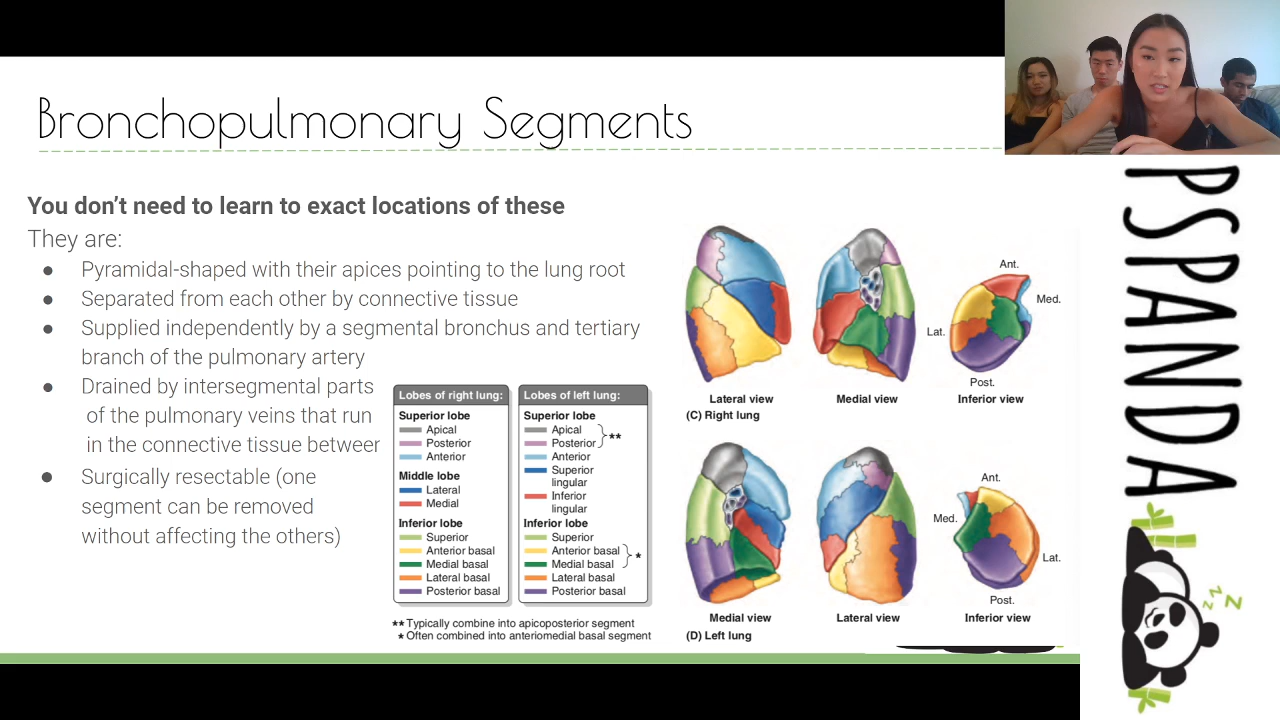 Bronchopulmonary Segments
You don't need to learn to exact locations of these
They are:
● Pyramidal-shaped with their apices pointing to the lung root
● Separated from each other by connective tissue
● Supplied independently by a segmental bronchus and tertiary
branch of the pulmonary artery
● Drained by intersegmental parts
of the pulmonary veins that run
in the connective tissue betweer
● Surgically resectable (one
segment can be removed
without affecting the others)
Lobes of right lung:
Superior lobe
Apical
Posterior
Anterior
Middle lobe
Lateral
Medial
Inferior lobe
Superior
Anterior basal
Medial basal
Lateral basal
Posterior basal
Lobes of left lung:
Superior lobe
Apical
Posterior
**
Anterior
Superior
lingular
Inferior
lingular
Inferior lobe
Superior
Anterior basal
Medial basal
*
Lateral basal
Posterior basal
** Typically combine into apicoposterior segment
* Often combined into anteriomedial basal segment
Ant.
Med.
Lat.
Post.
Lateral view
Medial view
Inferior view
(C) Right lung
Ant.
Med.
Lat.
Post.
Medial view
Lateral view
Inferior view
(D) Left lung
PSPANDA
z z Z